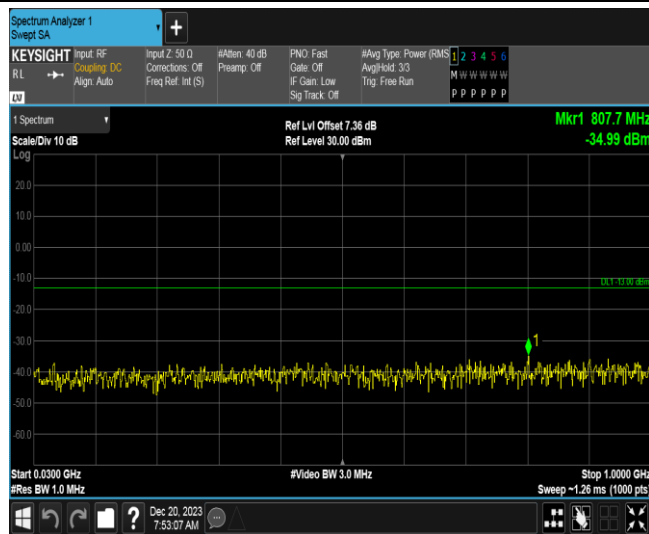 Spectrum Analyzer 1
Swept SA
+
KEYSIGHT Input: RF Input Z: 50 Ω #Atten: 40 dB PNO: Fast #Avg Type: Power (RMS 1 2 3 4 5 6
RL Coupling: DC Corrections: Off Preamp: Off Gate: Off Avg|Hold: 3/3 M W W W W W
Align: Auto Freq Ref: Int (S) IF Gain: Low Trig: Free Run
LXI Sig Track: Off P P P P P P
1 Spectrum Ref Lvl Offset 7.36 dB Mkr1 807.7 MHz
Scale/Div 10 dB Ref Level 30.00 dBm -34.99 dBm
Log
20.0
10.0
0.00
-10.0
DL1 -13.00 dBm
-20.0
-30.0
1
-40.0
-50.0
-60.0
Start 0.0300 GHz #Video BW 3.0 MHz Stop 1.0000 GHz
#Res BW 1.0 MHz Sweep ~1.26 ms (1000 pts)
? Dec 20, 2023
7:53:07 AM